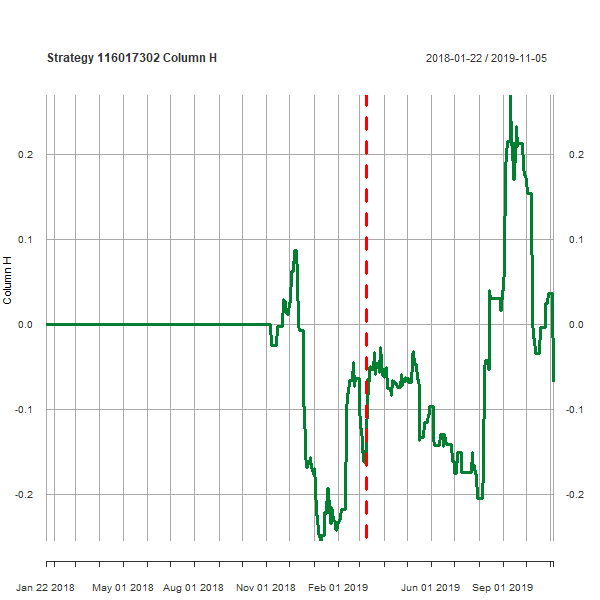 Strategy 116017302 Column H
2018-01-22 / 2019-11-05
0.2 0.2
0.1 0.1
Column H
0.0 0.0
-0.1 -0.1
-0.2 -0.2
Jan 22 2018 May 01 2018 Aug 01 2018 Nov 01 2018 Feb 01 2019 Jun 01 2019 Sep 01 2019